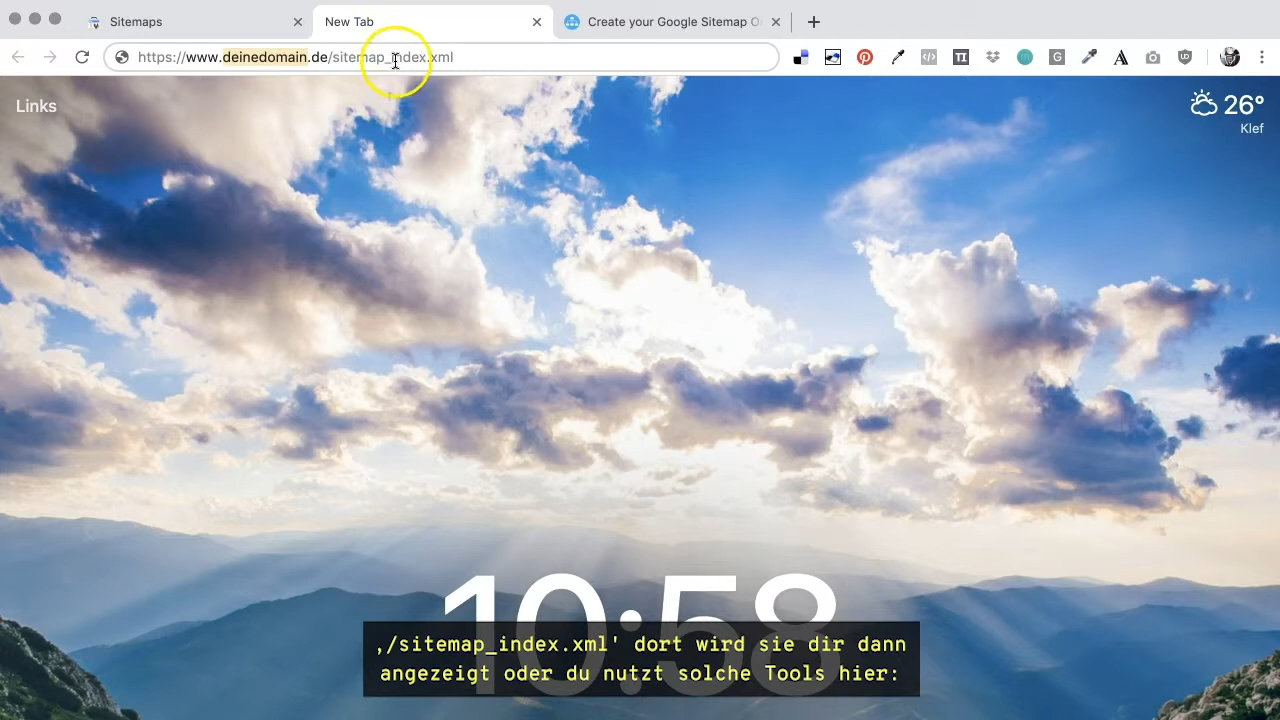 Sitemaps
New Tab
Create your Google Sitemap O
https://www.deinedomain.de/sitemap_index.xml
Links
26°
Klef
10:58
‚/sitemap_index.xml' dort wird sie dir dann
angezeigt oder du nutzt solche Tools hier: